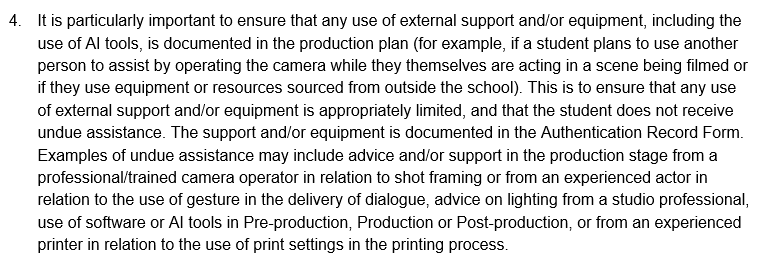 4. It is particularly important to ensure that any use of external support and/or equipment, including the
use of AI tools, is documented in the production plan (for example, if a student plans to use another
person to assist by operating the camera while they themselves are acting in a scene being filmed or
if they use equipment or resources sourced from outside the school). This is to ensure that any use
of external support and/or equipment is appropriately limited, and that the student does not receive
undue assistance. The support and/or equipment is documented in the Authentication Record Form.
Examples of undue assistance may include advice and/or support in the production stage from a
professional/trained camera operator in relation to shot framing or from an experienced actor in
relation to the use of gesture in the delivery of dialogue, advice on lighting from a studio professional,
use of software or AI tools in Pre-production, Production or Post-production, or from an experienced
printer in relation to the use of print settings in the printing process.